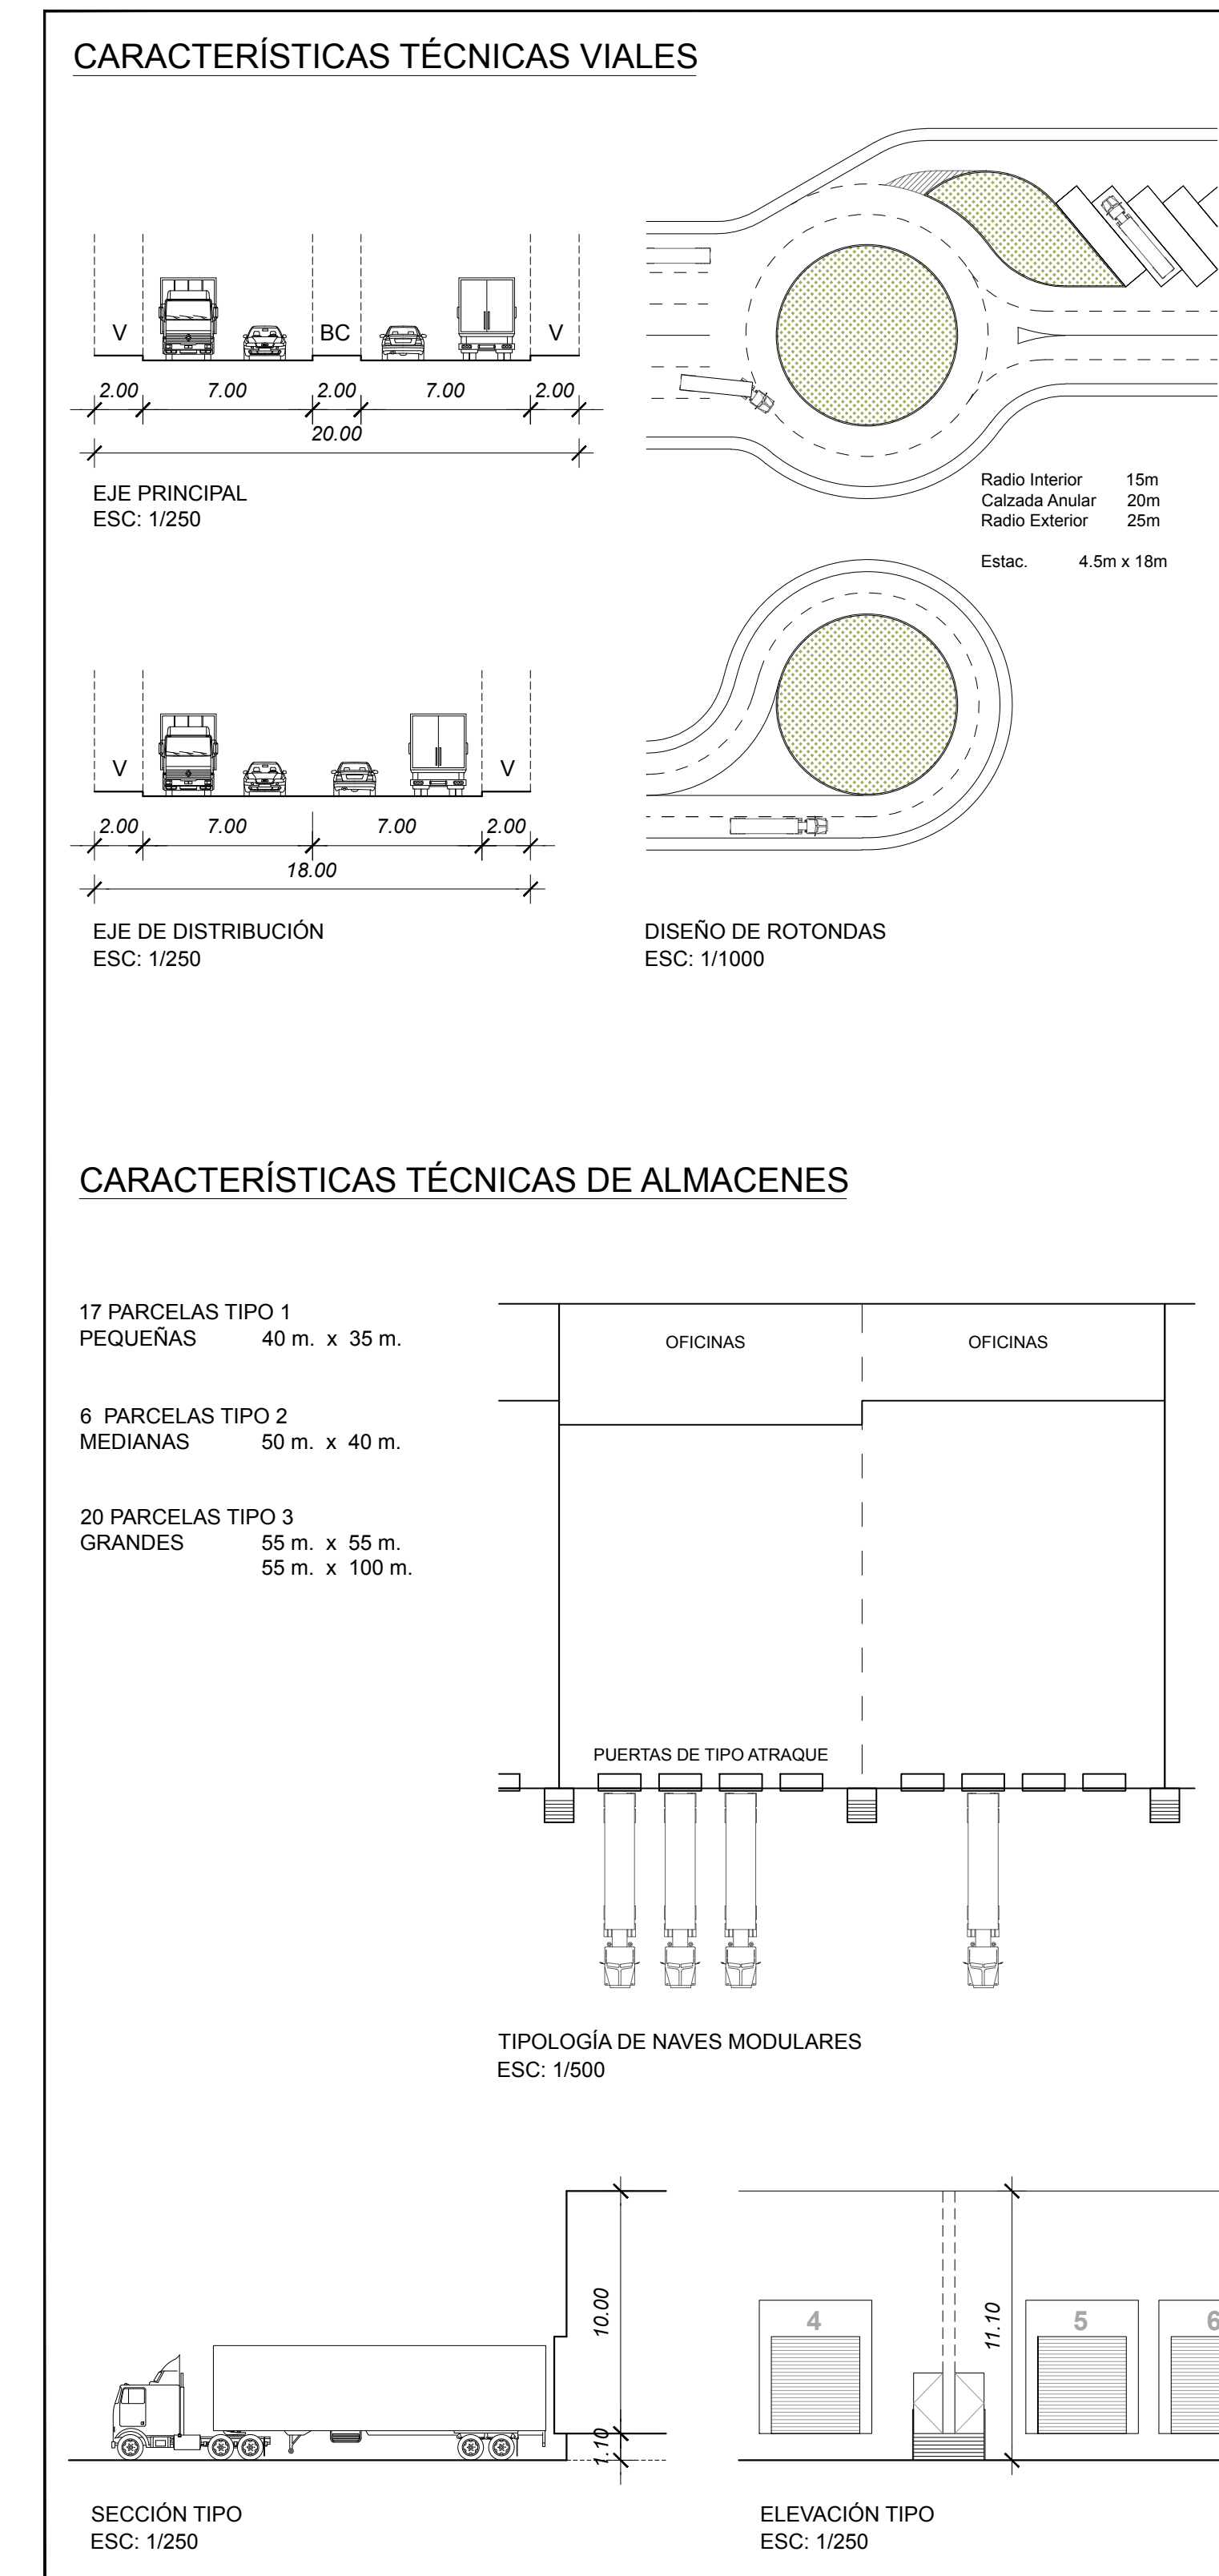 CARACTERÍSTICAS TÉCNICAS VIALES
V
BC
V
2.00
7.00
2.00
7.00
2.00
20.00
EJE PRINCIPAL
ESC: 1/250
Radio Interior 15m
Calzada Anular 20m
Radio Exterior 25m
Estac. 4.5m x 18m
V
V
2.00
7.00
7.00
2.00
18.00
EJE DE DISTRIBUCIÓN
ESC: 1/250
DISEÑO DE ROTONDAS
ESC: 1/1000
CARACTERÍSTICAS TÉCNICAS DE ALMACENES
17 PARCELAS TIPO 1
PEQUEÑAS 40 m. x 35 m.
6 PARCELAS TIPO 2
MEDIANAS 50 m. x 40 m.
20 PARCELAS TIPO 3
GRANDES 55 m. x 55 m.
55 m. x 100 m.
OFICINAS
OFICINAS
PUERTAS DE TIPO ATRAQUE
TIPOLOGÍA DE NAVES MODULARES
ESC: 1/500
10.00
1.10
SECCIÓN TIPO
ESC: 1/250
4
11.10
5
6
ELEVACIÓN TIPO
ESC: 1/250